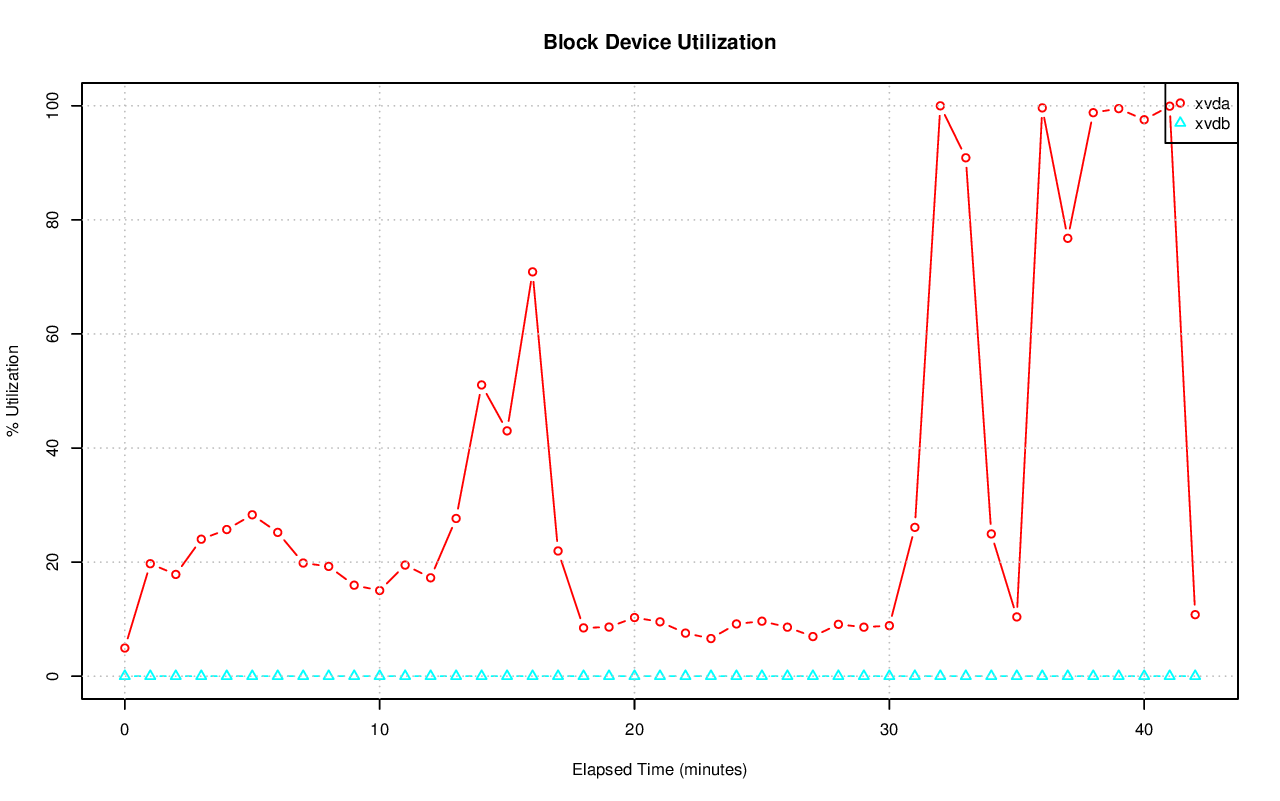 Block Device Utilization
xvda
xvdb
% Utilization
100
80
60
40
20
0
0 10 20 30 40
Elapsed Time (minutes)